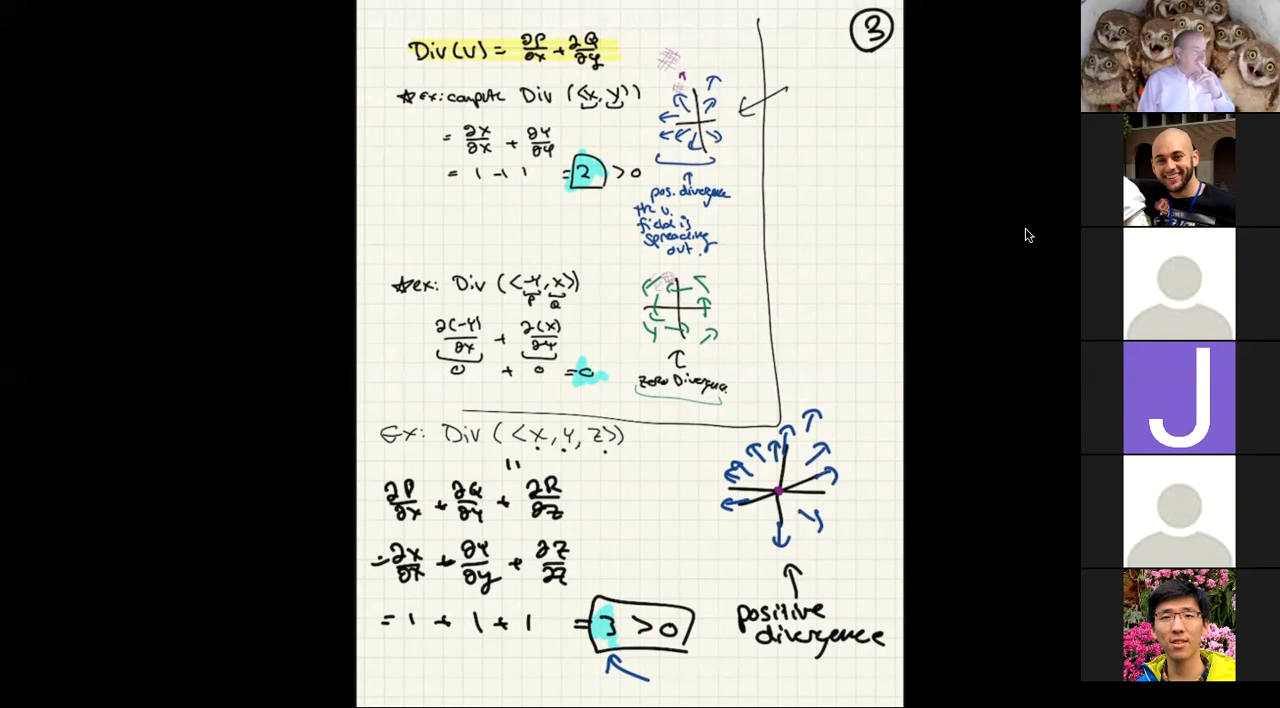 3
Div(v) = ∂P/∂x + ∂Q/∂y
☆ ex: compute Div (<x, y>)
= ∂x/∂x + ∂y/∂y
= 1 + 1 = 2 > 0
pos. divergence
the v.
field is
spreading
out.
☆ ex: Div (<-y, x>)
P Q
∂(-y)/∂x + ∂(x)/∂y
0 + 0 = 0
Zero Divergence
Ex: Div (<x, y, z>)
∂P/∂x + ∂Q/∂y + ∂R/∂z
= ∂x/∂x + ∂y/∂y + ∂z/∂z
= 1 + 1 + 1 = 3 > 0
positive
divergence
J